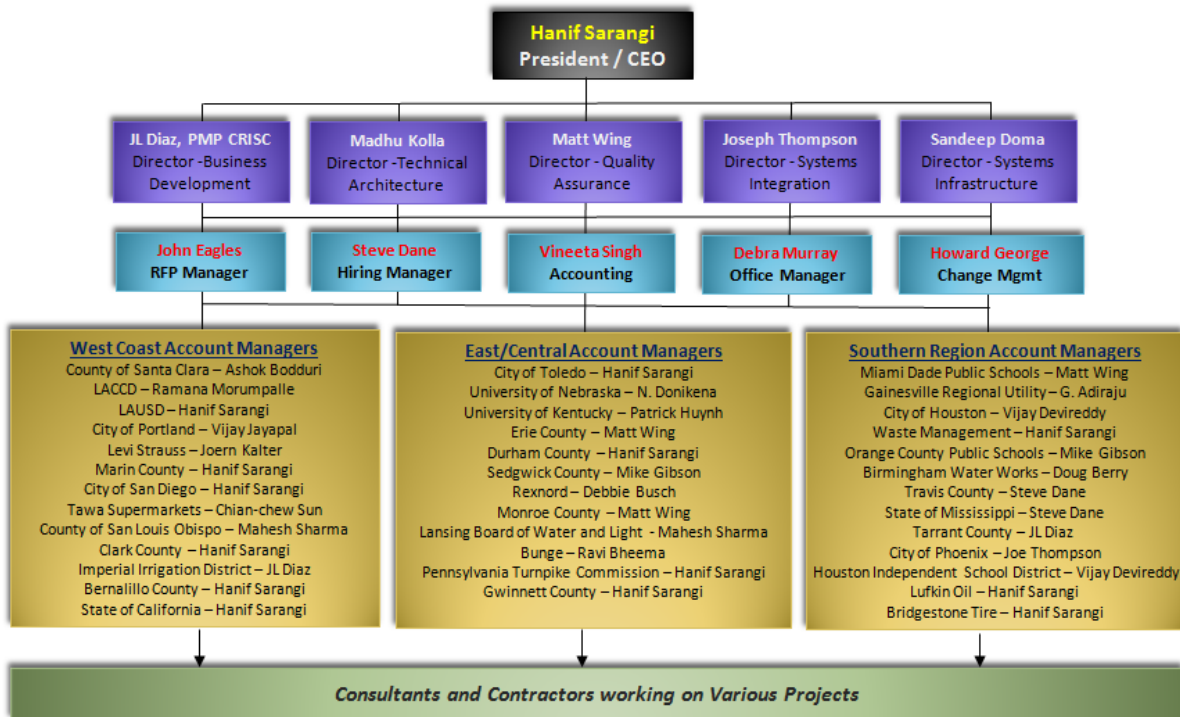 Hanif Sarangi
President / CEO
JL Diaz, PMP CRISC
Director -Business
Development
Madhu Kolla
Director -Technical
Architecture
Matt Wing
Director - Quality
Assurance
Joseph Thompson
Director - Systems
Integration
Sandeep Doma
Director - Systems
Infrastructure
John Eagles
RFP Manager
Steve Dane
Hiring Manager
Vineeta Singh
Accounting
Debra Murray
Office Manager
Howard George
Change Mgmt
West Coast Account Managers
County of Santa Clara – Ashok Bodduri
LACCD – Ramana Morumpalle
LAUSD – Hanif Sarangi
City of Portland – Vijay Jayapal
Levi Strauss – Joern Kalter
Marin County – Hanif Sarangi
City of San Diego – Hanif Sarangi
Tawa Supermarkets – Chian-chew Sun
County of San Louis Obispo – Mahesh Sharma
Clark County – Hanif Sarangi
Imperial Irrigation District – JL Diaz
Bernalillo County – Hanif Sarangi
State of California – Hanif Sarangi
East/Central Account Managers
City of Toledo – Hanif Sarangi
University of Nebraska – N. Donikena
University of Kentucky – Patrick Huynh
Erie County – Matt Wing
Durham County – Hanif Sarangi
Sedgwick County – Mike Gibson
Rexnord – Debbie Busch
Monroe County – Matt Wing
Lansing Board of Water and Light - Mahesh Sharma
Bunge – Ravi Bheema
Pennsylvania Turnpike Commission – Hanif Sarangi
Gwinnett County – Hanif Sarangi
Southern Region Account Managers
Miami Dade Public Schools – Matt Wing
Gainesville Regional Utility – G. Adiraju
City of Houston – Vijay Devireddy
Waste Management – Hanif Sarangi
Orange County Public Schools – Mike Gibson
Birmingham Water Works – Doug Berry
Travis County – Steve Dane
State of Mississippi – Steve Dane
Tarrant County – JL Diaz
City of Phoenix – Joe Thompson
Houston Independent School District – Vijay Devireddy
Lufkin Oil – Hanif Sarangi
Bridgestone Tire – Hanif Sarangi
Consultants and Contractors working on Various Projects